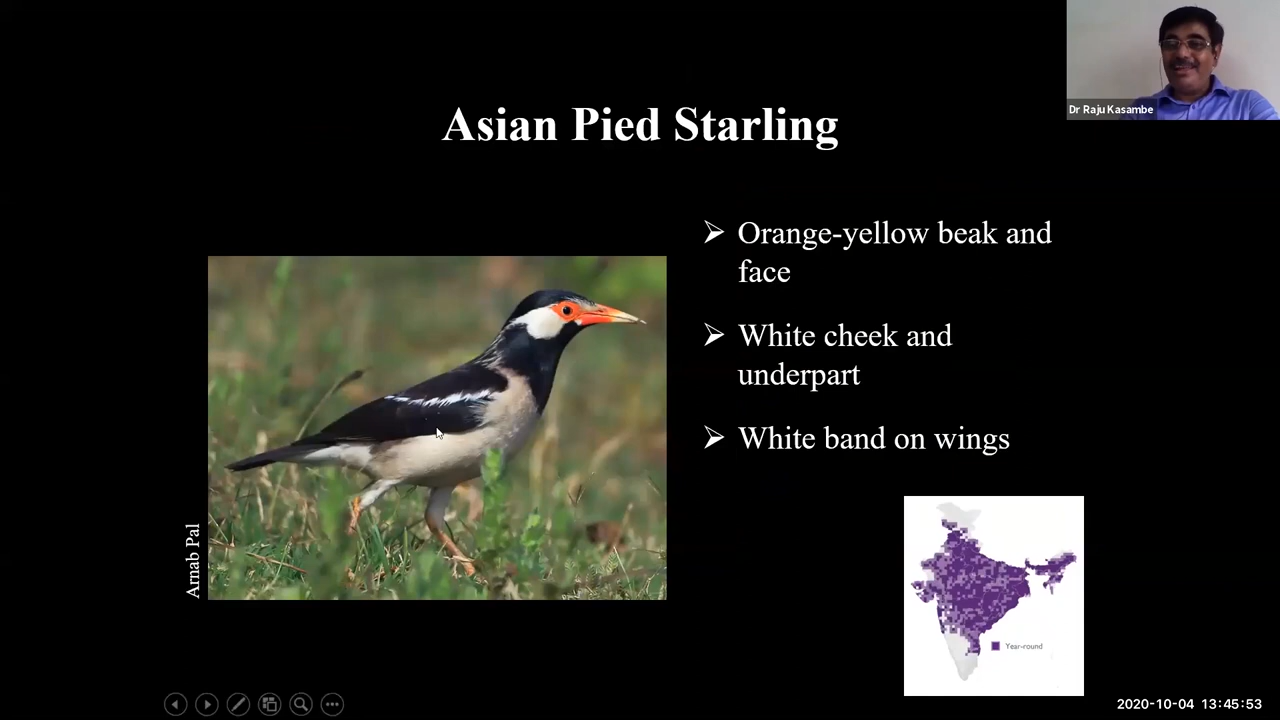 Dr Raju Kasambe
Asian Pied Starling
➢ Orange-yellow beak and
face
➢ White cheek and
underpart
➢ White band on wings
Arnab Pal
Year-round
2020-10-04 13:45:53